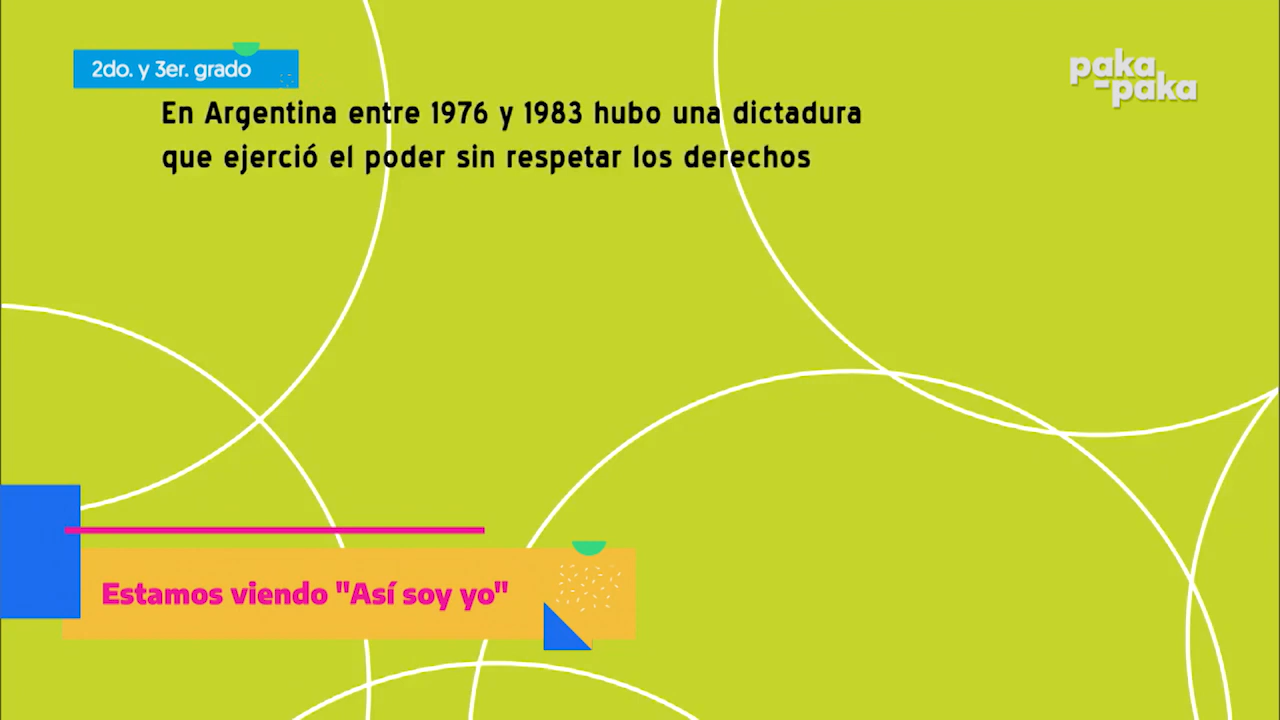 2do. y 3er. grado
paka
-paka
En Argentina entre 1976 y 1983 hubo una dictadura
que ejerció el poder sin respetar los derechos
Estamos viendo "Así soy yo"